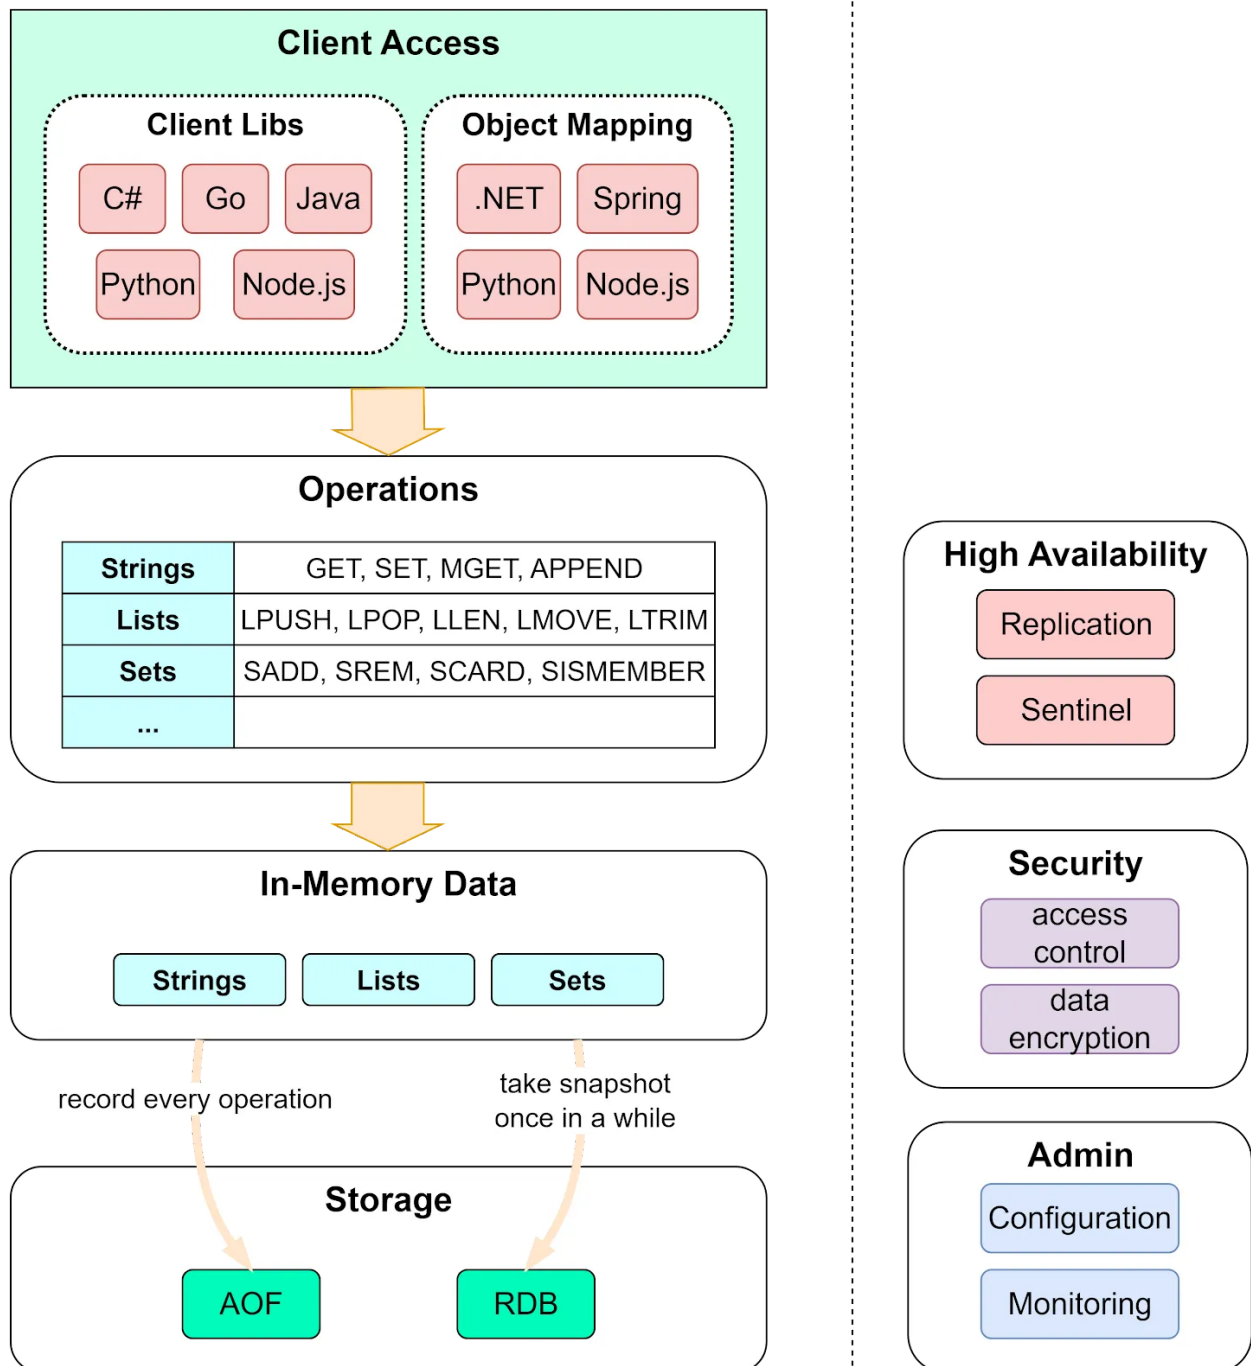 Client Access
Client Libs
C#
Go
Java
Python
Node.js
Object Mapping
.NET
Spring
Python
Node.js
Operations
Strings
GET, SET, MGET, APPEND
Lists
LPUSH, LPOP, LLEN, LMOVE, LTRIM
Sets
SADD, SREM, SCARD, SISMEMBER
...
In-Memory Data
Strings
Lists
Sets
record every operation
take snapshot
once in a while
Storage
AOF
RDB
High Availability
Replication
Sentinel
Security
access
control
data
encryption
Admin
Configuration
Monitoring